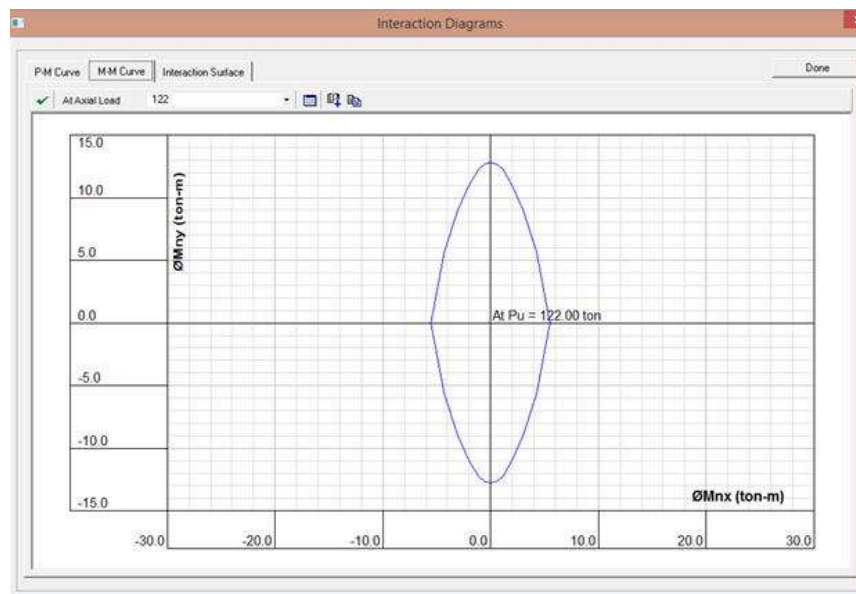 Interaction Diagrams
P-M Curve M-M Curve Interaction Surface Done
At Axial Load 122
15.0
10.0
5.0
0.0
-5.0
-10.0
-15.0
ØMny (ton-m)
At Pu = 122.00 ton
ØMnx (ton-m)
-30.0 -20.0 -10.0 0.0 10.0 20.0 30.0